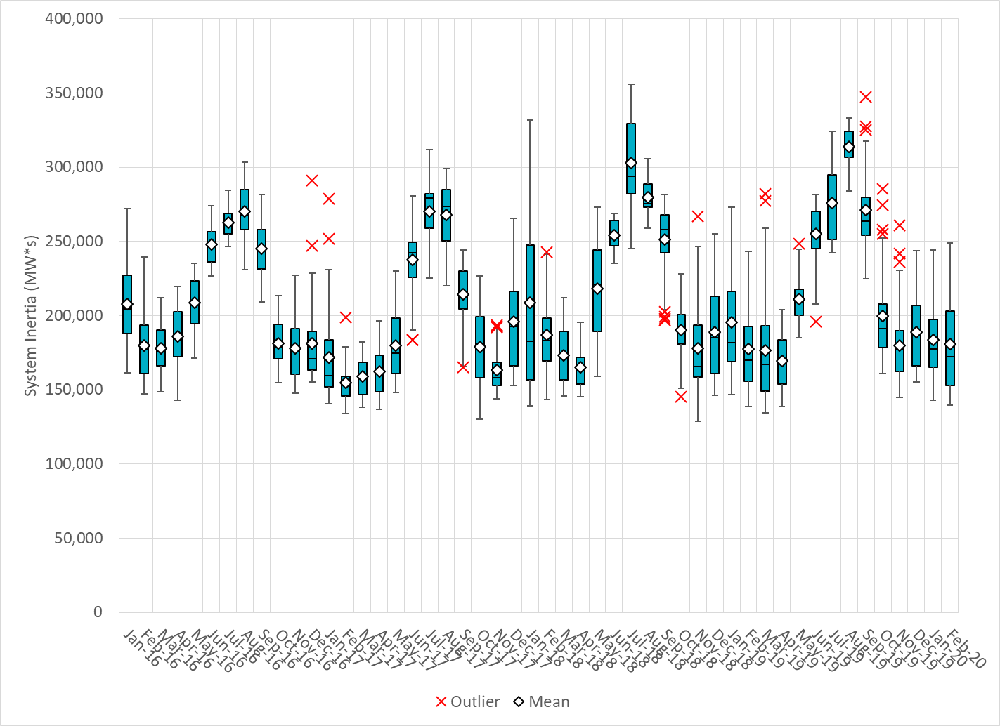 400,000
350,000
300,000
250,000
200,000
150,000
100,000
50,000
0
System Inertia (MW*s)
Jan-16
Feb-16
Mar-16
Apr-16
May-16
Jun-16
Jul-16
Aug-16
Sep-16
Oct-16
Nov-16
Dec-16
Jan-17
Feb-17
Mar-17
Apr-17
May-17
Jun-17
Jul-17
Aug-17
Sep-17
Oct-17
Nov-17
Dec-17
Jan-18
Feb-18
Mar-18
Apr-18
May-18
Jun-18
Jul-18
Aug-18
Sep-18
Oct-18
Nov-18
Dec-18
Jan-19
Feb-19
Mar-19
Apr-19
May-19
Jun-19
Jul-19
Aug-19
Sep-19
Oct-19
Nov-19
Dec-19
Jan-20
Feb-20
Outlier
Mean